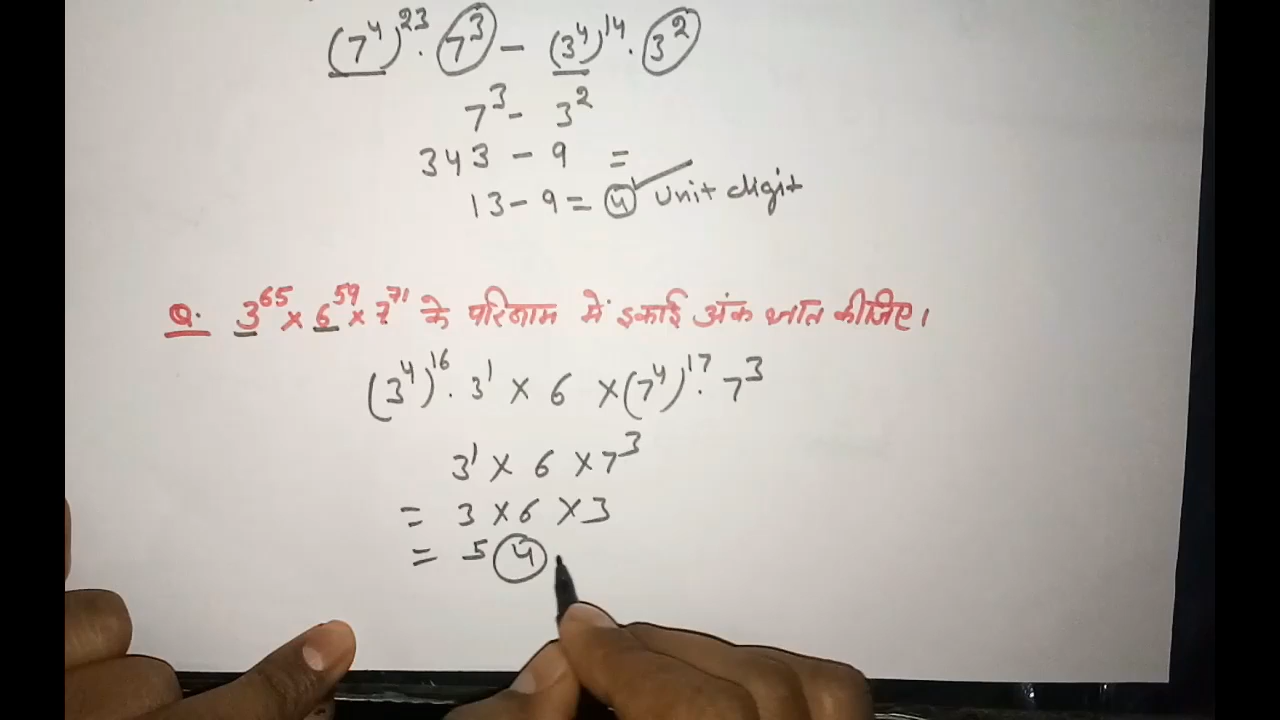 (7⁴)²³ · 7³ − (3⁴)¹⁴ · 3²
7³ − 3²
343 − 9 =
13 − 9 = 4 Unit digit
Q. 3⁶⁵ × 6⁵⁹ × 7⁷¹ के परिणाम में इकाई अंक ज्ञात कीजिए।
(3⁴)¹⁶ · 3¹ × 6 × (7⁴)¹⁷ · 7³
3¹ × 6 × 7³
= 3 × 6 × 3
= 54